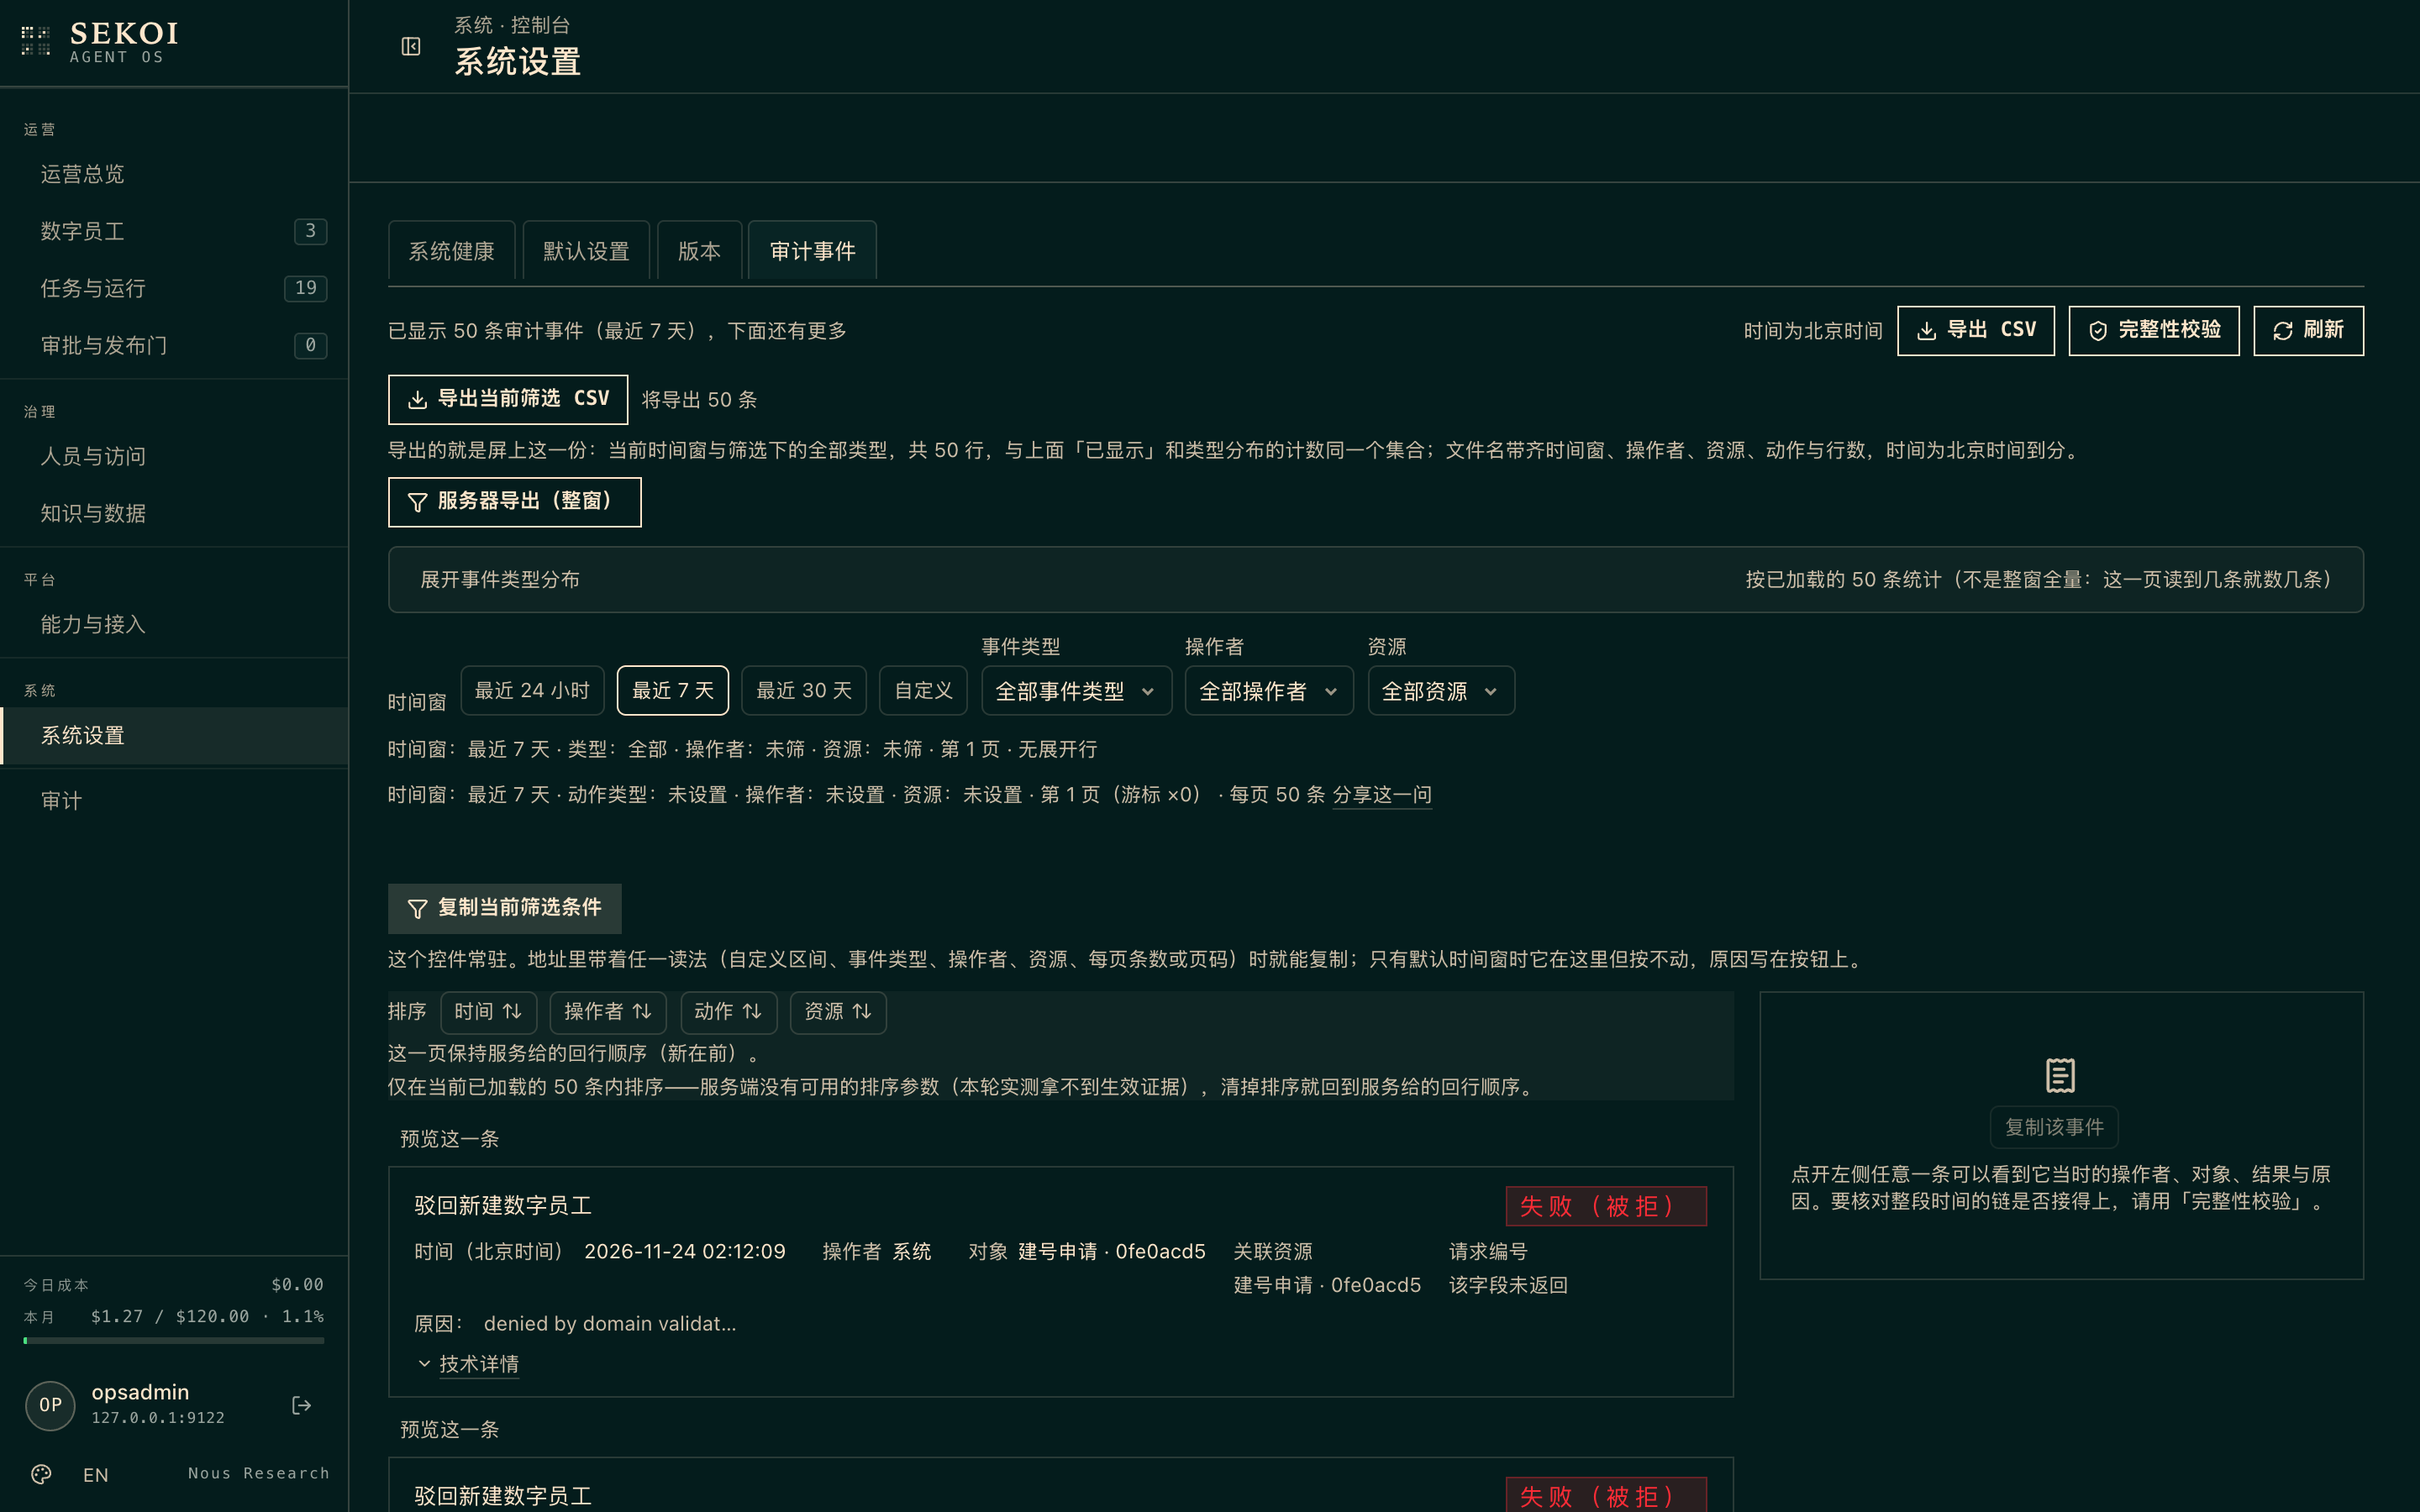 SEKOI
AGENT OS
运营
运营总览
数字员工 3
任务与运行 19
审批与发布门 0
治理
人员与访问
知识与数据
平台
能力与接入
系统
系统设置
审计
今日成本 $0.00
本月 $1.27 / $120.00 · 1.1%
OP
opsadmin
127.0.0.1:9122
EN
Nous Research
系统 · 控制台
系统设置
系统健康 默认设置 版本 审计事件
已显示 50 条审计事件（最近 7 天），下面还有更多
时间为北京时间 导出 CSV 完整性校验 刷新
导出当前筛选 CSV 将导出 50 条
导出的就是屏上这一份：当前时间窗与筛选下的全部类型，共 50 行，与上面「已显示」和类型分布的计数同一个集合；文件名带齐时间窗、操作者、资源、动作与行数，时间为北京时间到分。
服务器导出（整窗）
展开事件类型分布 按已加载的 50 条统计（不是整窗全量：这一页读到几条就数几条）
事件类型 操作者 资源
时间窗 最近 24 小时 最近 7 天 最近 30 天 自定义 全部事件类型 全部操作者 全部资源
时间窗：最近 7 天 · 类型：全部 · 操作者：未筛 · 资源：未筛 · 第 1 页 · 无展开行
时间窗：最近 7 天 · 动作类型：未设置 · 操作者：未设置 · 资源：未设置 · 第 1 页（游标 ×0） · 每页 50 条 分享这一问
复制当前筛选条件
这个控件常驻。地址里带着任一读法（自定义区间、事件类型、操作者、资源、每页条数或页码）时就能复制；只有默认时间窗时它在这里但按不动，原因写在按钮上。
排序 时间 ↑↓ 操作者 ↑↓ 动作 ↑↓ 资源 ↑↓
这一页保持服务给的回行顺序（新在前）。
仅在当前已加载的 50 条内排序——服务端没有可用的排序参数（本轮实测拿不到生效证据），清掉排序就回到服务给的回行顺序。
预览这一条
驳回新建数字员工 失败（被拒）
时间（北京时间） 2026-11-24 02:12:09 操作者 系统 对象 建号申请 · 0fe0acd5 关联资源 请求编号
建号申请 · 0fe0acd5 该字段未返回
原因： denied by domain validat...
技术详情
预览这一条
驳回新建数字员工 失败（被拒）
复制该事件
点开左侧任意一条可以看到它当时的操作者、对象、结果与原
因。要核对整段时间的链是否接得上，请用「完整性校验」。